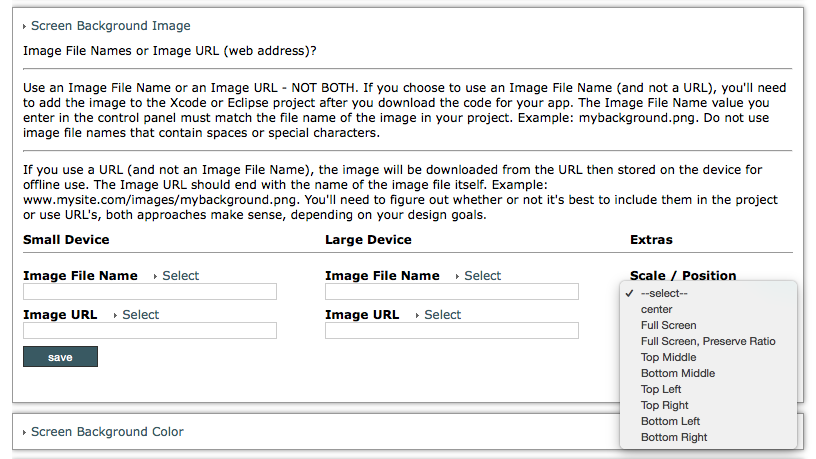 Screen Background Image
Image File Names or Image URL (web address)?
Use an Image File Name or an Image URL - NOT BOTH. If you choose to use an Image File Name (and not a URL), you'll need
to add the image to the Xcode or Eclipse project after you download the code for your app. The Image File Name value you
enter in the control panel must match the file name of the image in your project. Example: mybackground.png. Do not use
image file names that contain spaces or special characters.
If you use a URL (and not an Image File Name), the image will be downloaded from the URL then stored on the device for
offline use. The Image URL should end with the name of the image file itself. Example:
www.mysite.com/images/mybackground.png. You'll need to figure out whether or not it's best to include them in the project
or use URL's, both approaches make sense, depending on your design goals.
Small Device Large Device Extras
Image File Name Select Image File Name Select Scale / Position
Image URL Select Image URL Select
save
✓ --select--
center
Full Screen
Full Screen, Preserve Ratio
Top Middle
Bottom Middle
Top Left
Top Right
Bottom Left
Bottom Right
Screen Background Color